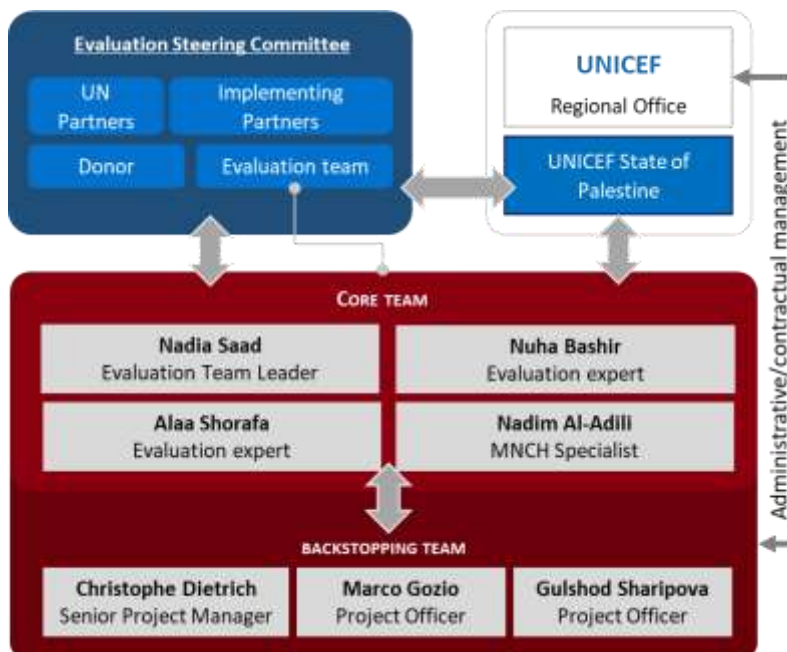 Evaluation Steering Committee
UN
Partners
Implementing
Partners
Donor
Evaluation team
UNICEF
Regional Office
UNICEF State of
Palestine
Administrative/contractual management
CORE TEAM
Nadia Saad
Evaluation Team Leader
Nuha Bashir
Evaluation expert
Alaa Shorafa
Evaluation expert
Nadim Al-Adili
MNCH Specialist
BACKSTOPPING TEAM
Christophe Dietrich
Senior Project Manager
Marco Gozio
Project Officer
Gulshod Sharipova
Project Officer